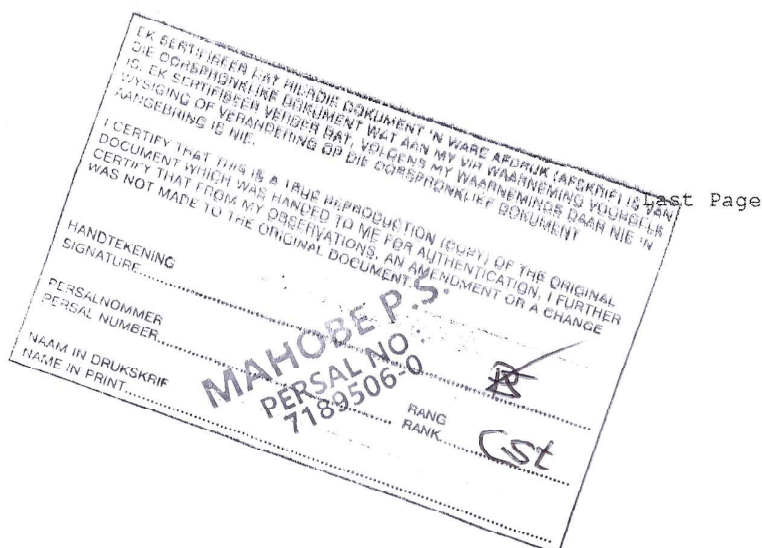 EK SERTIFISEER DAT HIERDIE DOKUMENT 'N WARE AFDRUK (AFSKRIF) IS VAN
DIE OORSPRONKLIKE DOKUMENT WAT AAN MY VIR WAARNEMING VOORGELÊ
IS. EK SERTIFISEER VERDER DAT, VOLGENS MY WAARNEMINGS DAAR NIE 'N
WYSIGING OF VERANDERING OP DIE OORSPRONKLIKE DOKUMENT
AANGEBRING IS NIE.
I CERTIFY THAT THIS IS A TRUE REPRODUCTION (COPY) OF THE ORIGINAL
DOCUMENT WHICH WAS HANDED TO ME FOR AUTHENTICATION, I FURTHER
CERTIFY THAT FROM MY OBSERVATIONS, AN AMENDMENT OR A CHANGE
WAS NOT MADE TO THE ORIGINAL DOCUMENT.
Last Page
HANDTEKENING
SIGNATURE
PERSALNOMMER
PERSAL NUMBER
MAHOBE P.S.
PERSAL NO:
7189506-0
RANG
RANK Cst
NAAM IN DRUKSKRIF
NAME IN PRINT